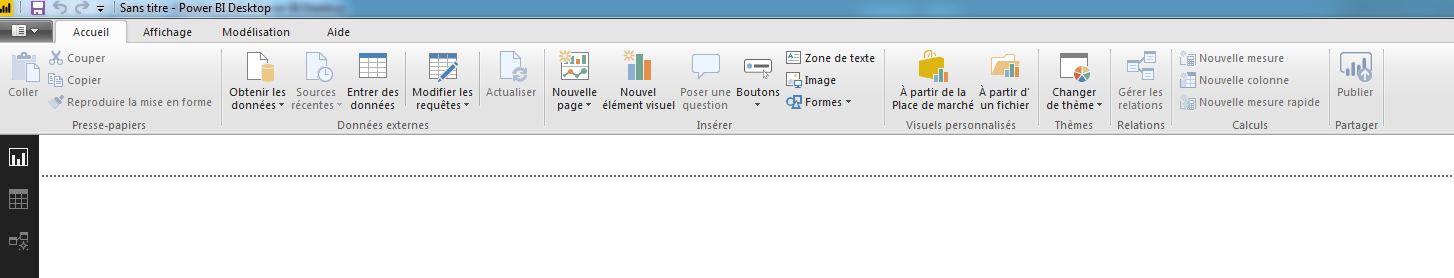 Sans titre - Power BI Desktop
Accueil Affichage Modélisation Aide
Coller
Couper
Copier
Reproduire la mise en forme
Presse-papiers
Obtenir les
données
Sources
récentes
Entrer des
données
Modifier les
requêtes
Actualiser
Données externes
Nouvelle
page
Nouvel
élément visuel
Poser une
question
Boutons
Zone de texte
Image
Formes
Insérer
À partir de la
Place de marché
À partir d'
un fichier
Visuels personnalisés
Changer
de thème
Thèmes
Gérer les
relations
Relations
Nouvelle mesure
Nouvelle colonne
Nouvelle mesure rapide
Calculs
Publier
Partager